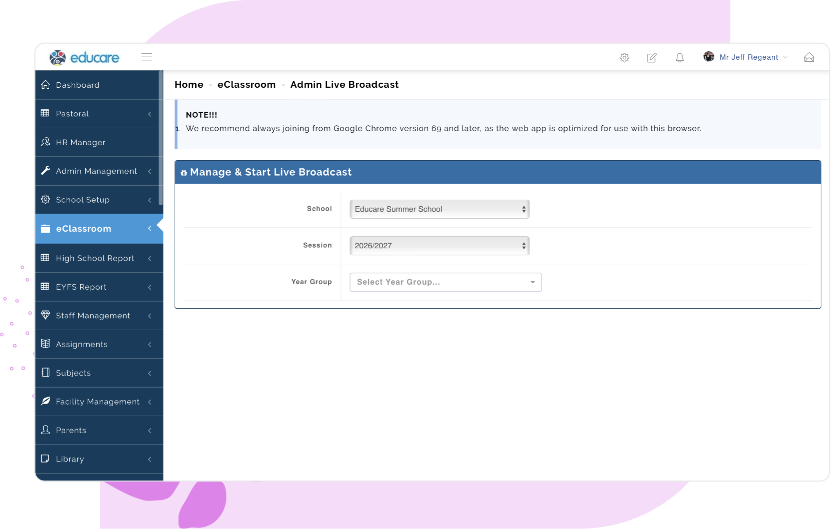 educare
Mr Jeff Regeant
Dashboard
Pastoral
HR Manager
Admin Management
School Setup
eClassroom
High School Report
EYFS Report
Staff Management
Assignments
Subjects
Facility Management
Parents
Library
Home - eClassroom - Admin Live Broadcast
NOTE!!!
1. We recommend always joining from Google Chrome version 69 and later, as the web app is optimized for use with this browser.
Manage & Start Live Broadcast
School Educare Summer School
Session 2026/2027
Year Group Select Year Group...